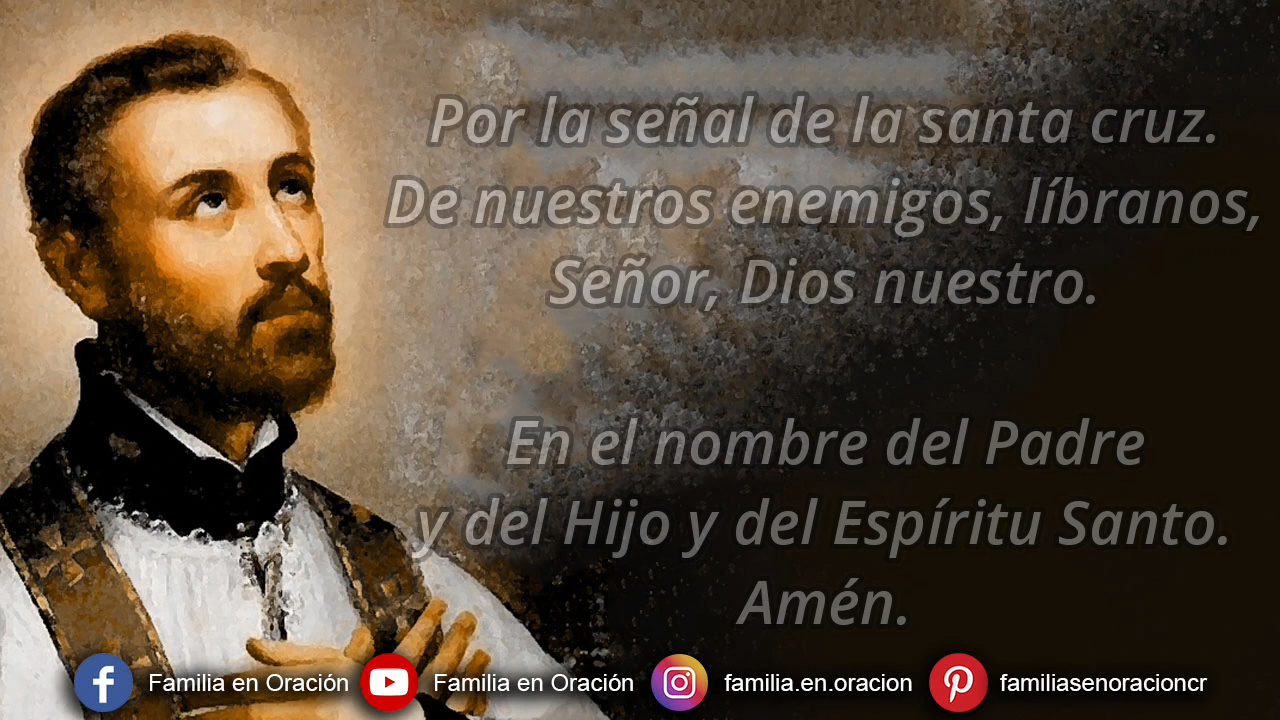 Por la señal de la santa cruz.
De nuestros enemigos, líbranos,
Señor, Dios nuestro.
En el nombre del Padre
y del Hijo y del Espíritu Santo.
Amén.
Familia en Oración Familia en Oración familia.en.oracion familiasenoracioncr